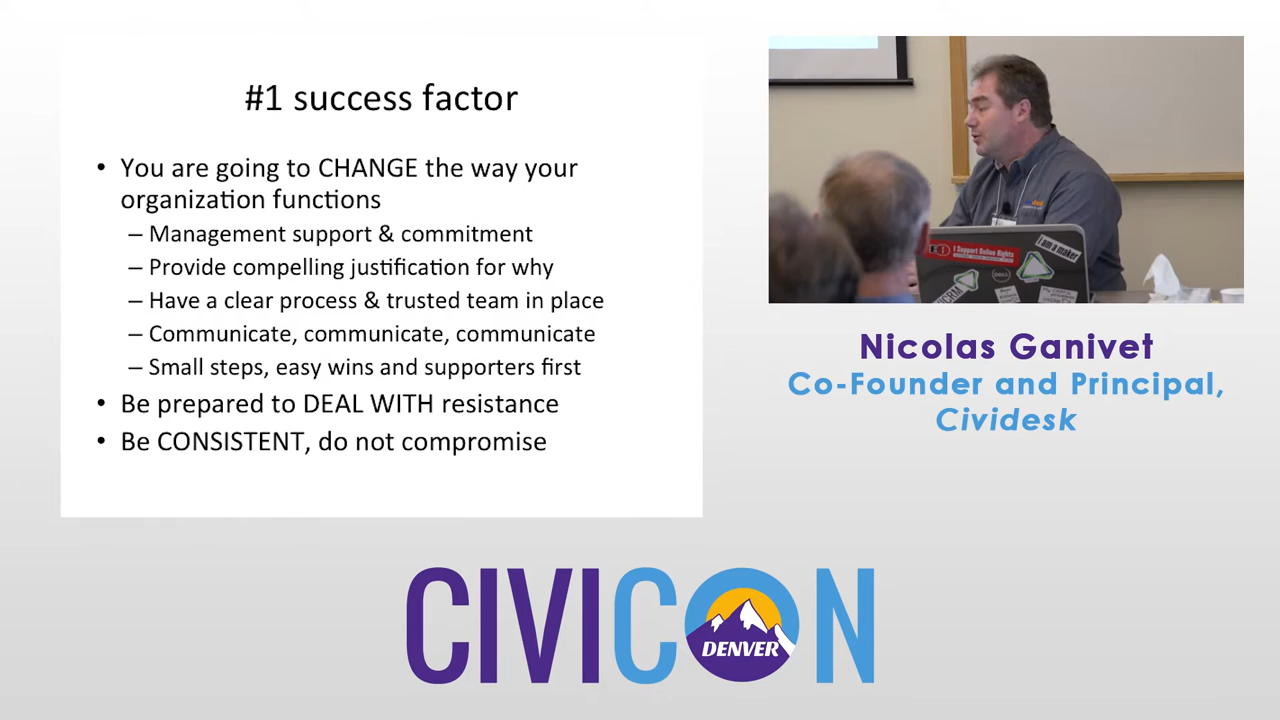 #1 success factor
• You are going to CHANGE the way your
organization functions
– Management support & commitment
– Provide compelling justification for why
– Have a clear process & trusted team in place
– Communicate, communicate, communicate
– Small steps, easy wins and supporters first
• Be prepared to DEAL WITH resistance
• Be CONSISTENT, do not compromise
I Support Online Rights
I am a maker
DELL
Nicolas Ganivet
Co-Founder and Principal,
Cividesk
CIVICON
DENVER